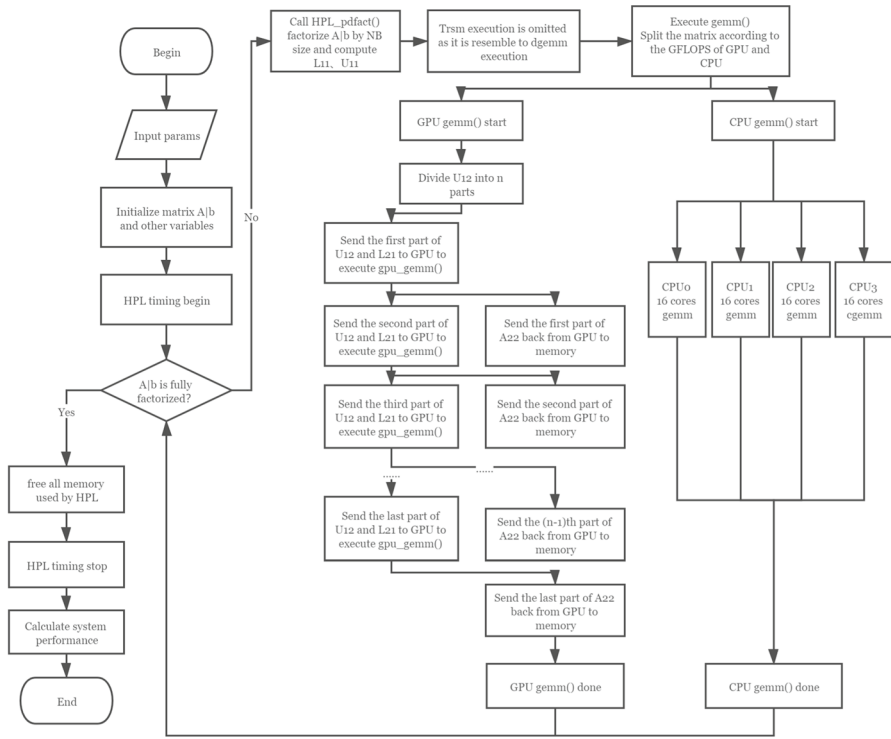 Begin
Input params
Initialize matrix A|b
and other variables
HPL timing begin
A|b is fully
factorized?
Yes
No
free all memory
used by HPL
HPL timing stop
Calculate system
performance
End
Call HPL_pdfact()
factorize A|b by NB
size and compute
L11、U11
Trsm execution is omitted
as it is resemble to dgemm
execution
Execute gemm()
Split the matrix according to
the GFLOPS of GPU and
CPU
GPU gemm() start
Divide U12 into n
parts
Send the first part of
U12 and L21 to GPU to
execute gpu_gemm()
Send the second part of
U12 and L21 to GPU to
execute gpu_gemm()
Send the first part of
A22 back from GPU to
memory
Send the third part of
U12 and L21 to GPU to
execute gpu_gemm()
Send the second part of
A22 back from GPU to
memory
......
......
Send the last part of
U12 and L21 to GPU to
execute gpu_gemm()
Send the (n-1)th part of
A22 back from GPU to
memory
Send the last part of A22
back from GPU to
memory
GPU gemm() done
CPU gemm() start
CPU0
16 cores
gemm
CPU1
16 cores
gemm
CPU2
16 cores
gemm
CPU3
16 cores
cgemm
CPU gemm() done